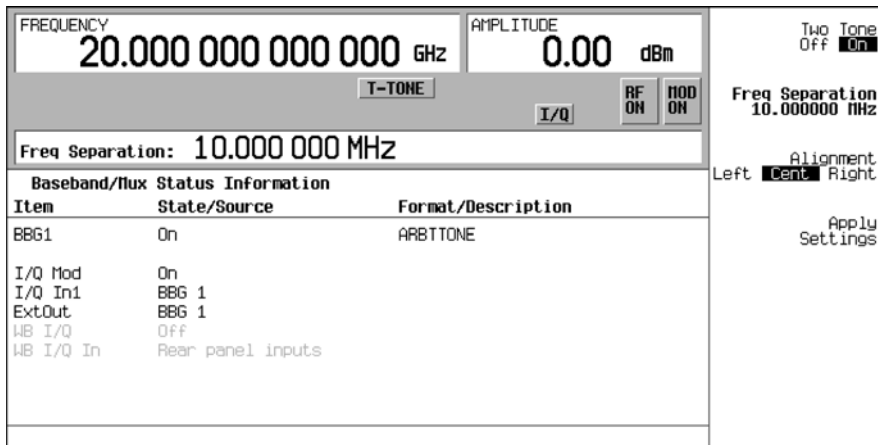 FREQUENCY
20.000 000 000 000 GHz
AMPLITUDE
0.00 dBm
T-TONE
I/Q
RF ON
MOD ON
Freq Separation: 10.000 000 MHz
Baseband/Mux Status Information
Item State/Source Format/Description
BBG1 On ARBTTONE
I/Q Mod On
I/Q In1 BBG 1
ExtOut BBG 1
WB I/Q Off
WB I/Q In Rear panel inputs
Two Tone
Off On
Freq Separation
10.000000 MHz
Alignment
Left Cent Right
Apply
Settings